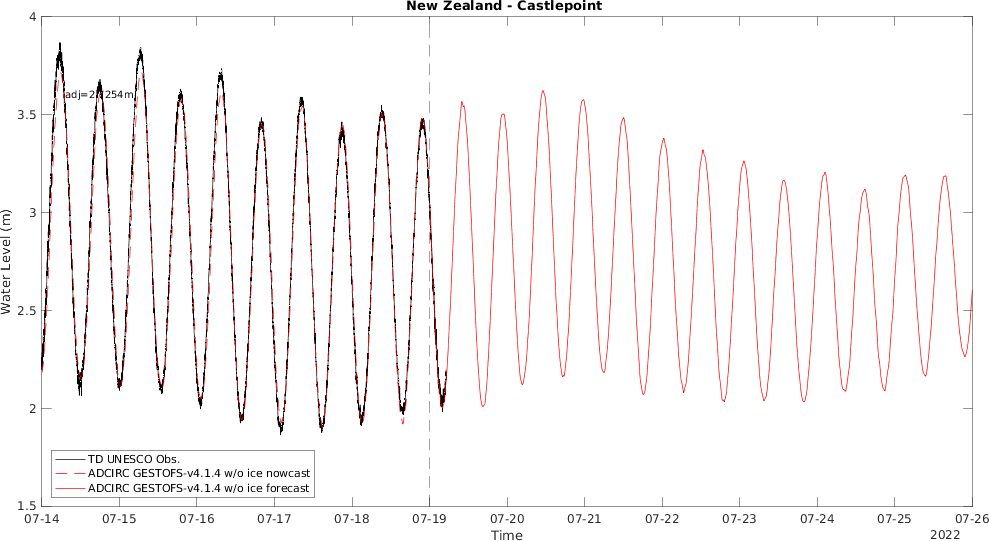 New Zealand - Castlepoint
Water Level (m)
4
3.5
3
2.5
2
1.5
TD UNESCO Obs.
ADCIRC GESTOFS-v4.1.4 w/o ice nowcast
ADCIRC GESTOFS-v4.1.4 w/o ice forecast
07-14 07-15 07-16 07-17 07-18 07-19 07-20 07-21 07-22 07-23 07-24 07-25 07-26
Time
2022